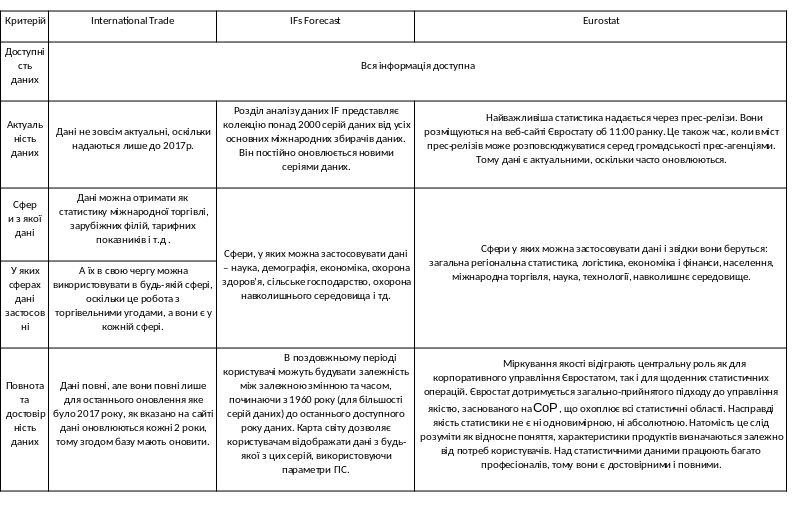 Критерій
International Trade
IFs Forecast
Eurostat
Доступні
сть
даних
Вся інформація доступна
Актуаль
ність
даних
Дані не зовсім актуальні, оскільки
надаються лише до 2017р.
Розділ аналізу даних IF представляє
колекцію понад 2000 серій даних від усіх
основних міжнародних збирачів даних.
Він постійно оновлюється новими
серіями даних.
Найважливіша статистика надається через прес-релізи. Вони
розміщуються на веб-сайті Євростату об 11:00 ранку. Це також час, коли вміст
прес-релізів може розповсюджуватися серед громадськості прес-агенціями.
Тому дані є актуальними, оскільки часто оновлюються.
Сфер
и з якої
дані
Дані можна отримати як
статистику міжнародної торгівлі,
зарубіжних філій, тарифних
показників і т.д .
Сфери, у яких можна застосовувати дані
– наука, демографія, економіка, охорона
здоров'я, сільське господарство, охорона
навколишнього середовища і тд.
Сфери у яких можна застосовувати дані і звідки вони беруться:
загальна регіональна статистика, логістика, економіка і фінанси, населення,
міжнародна торгівля, наука, технології, навколишнє середовище.
У яких
сферах
дані
застосов
ні
А їх в свою чергу можна
використовувати в будь-якій сфері,
оскільки це робота з
торгівельними угодами, а вони є у
кожній сфері.
Повнота
та
достовір
ність
даних
Дані повні, але вони повні лише
для останнього оновлення яке
було 2017 року, як вказано на сайті
дані оновлюються кожні 2 роки,
тому згодом базу мають оновити.
В поздовжньому періоді
користувачі можуть будувати залежність
між залежною змінною та часом,
починаючи з 1960 року (для більшості
серій даних) до останнього доступного
року даних. Карта світу дозволяє
користувачам відображати дані з будь-
якої з цих серій, використовуючи
параметри ГІС.
Міркування якості відіграють центральну роль як для
корпоративного управління Євростатом, так і для щоденних статистичних
операцій. Євростат дотримується загально-прийнятого підходу до управління
якістю, заснованого на CoP , що охоплює всі статистичні області. Насправді
якість статистики не є ні одновимірною, ні абсолютною. Натомість це слід
розуміти як відносне поняття, характеристики продуктів визначаються залежно
від потреб користувачів. Над статистичними даними працюють багато
професіоналів, тому вони є достовірними і повними.